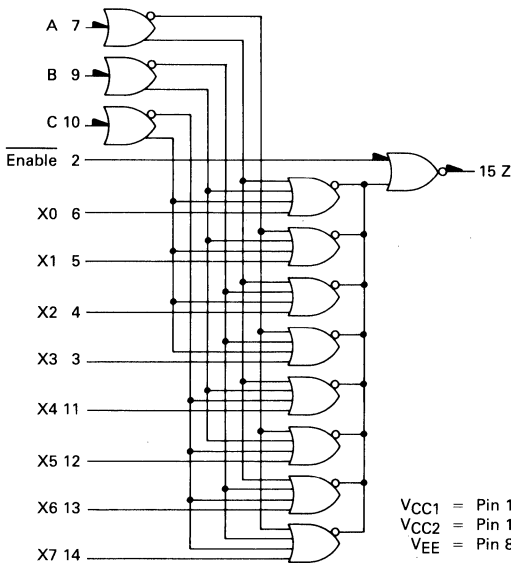 A 7
B 9
C 10
Enable 2
15 Z
X0 6
X1 5
X2 4
X3 3
X4 11
X5 12
X6 13
X7 14
VCC1 = Pin 1
VCC2 = Pin 1
VEE = Pin 8